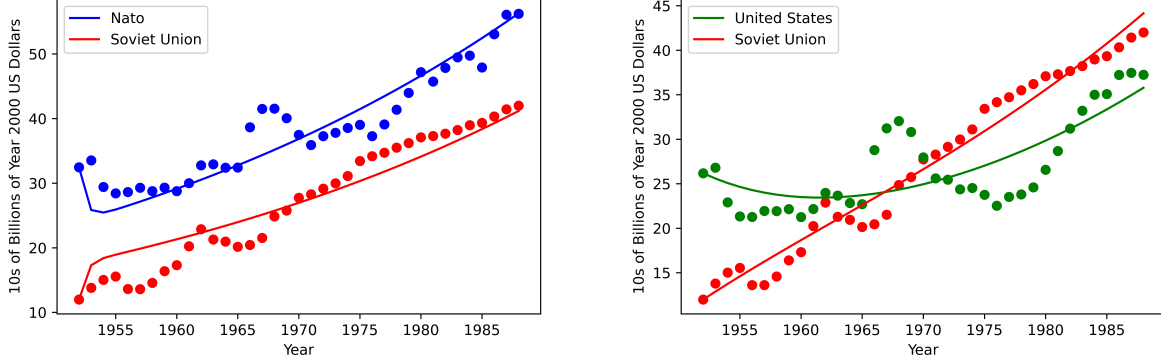 Nato
Soviet Union
10s of Billions of Year 2000 US Dollars
50
40
30
20
10
1955 1960 1965 1970 1975 1980 1985
Year
United States
Soviet Union
10s of Billions of Year 2000 US Dollars
45
40
35
30
25
20
15
1955 1960 1965 1970 1975 1980 1985
Year